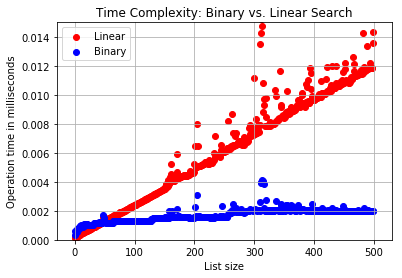 Time Complexity: Binary vs. Linear Search
Linear
Binary
Operation time in milliseconds
0.014
0.012
0.010
0.008
0.006
0.004
0.002
0.000
0
100
200
300
400
500
List size